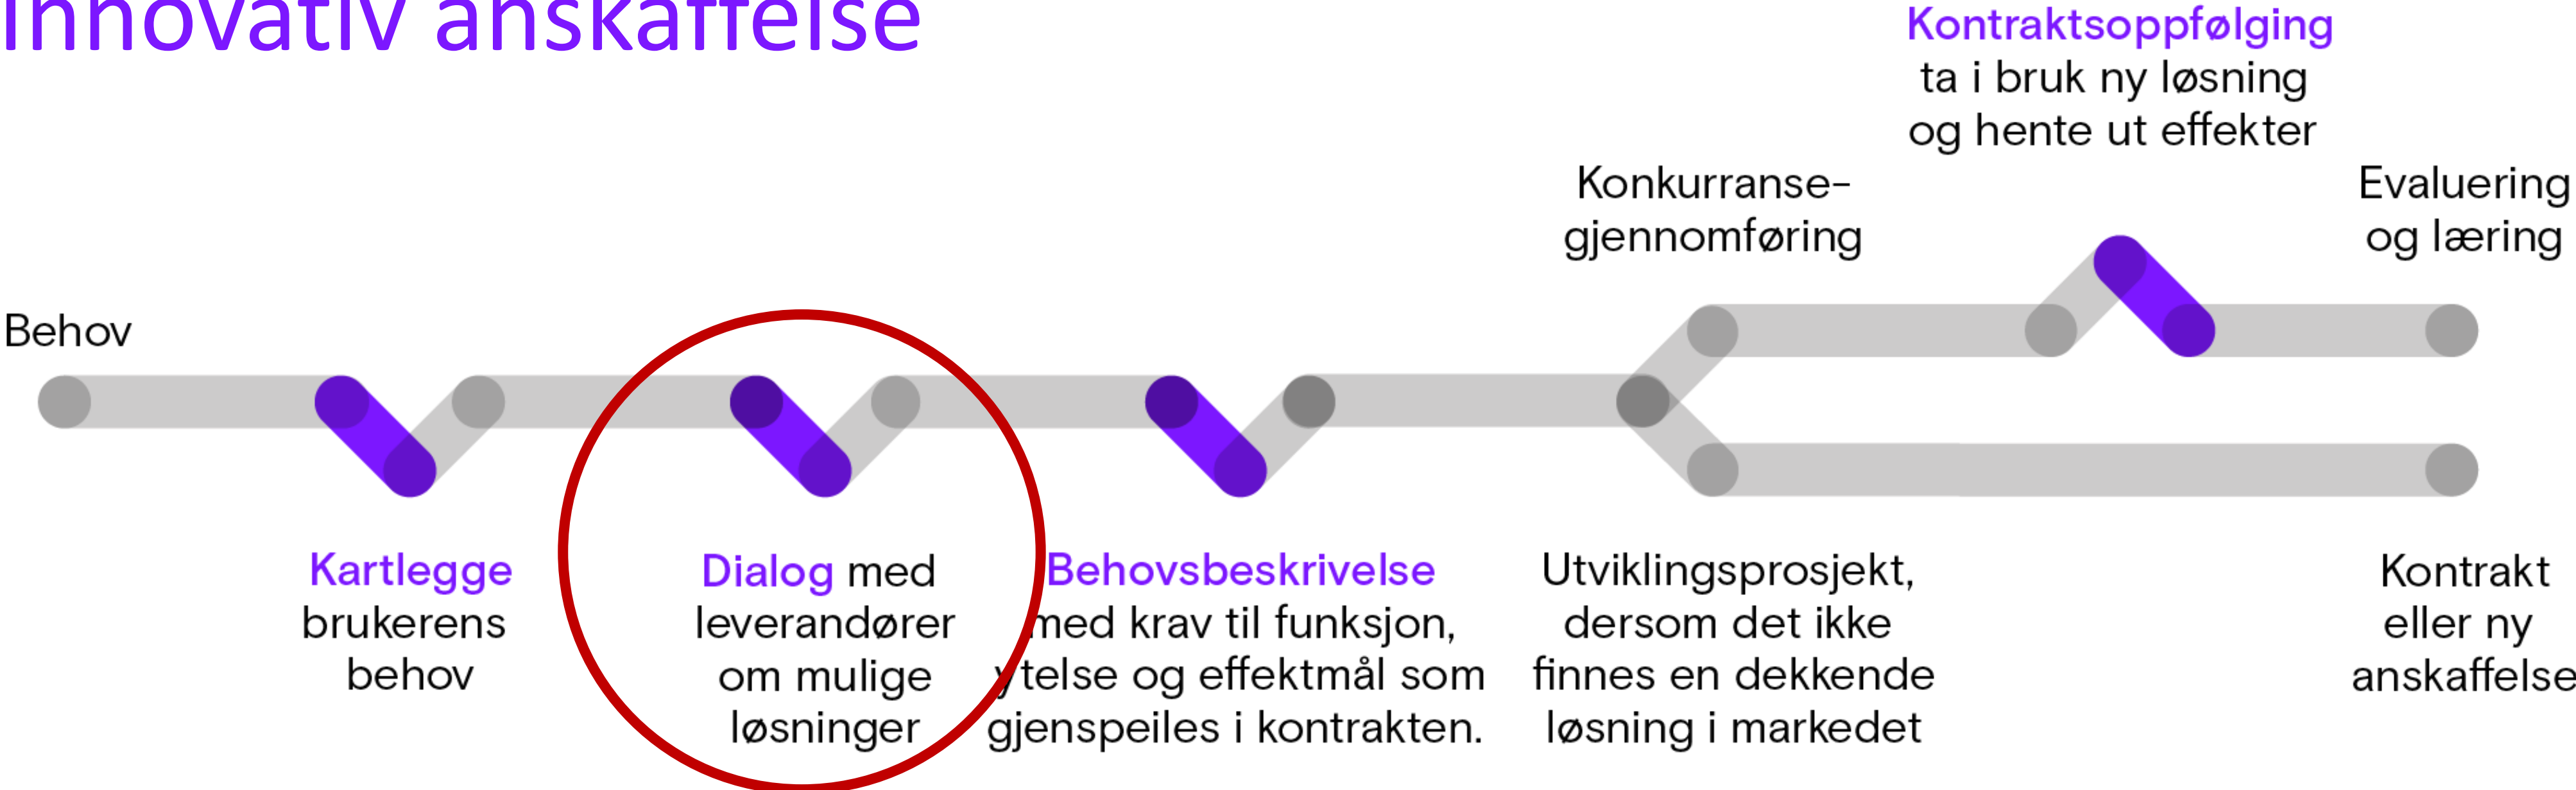 Innovativ anskaffelse
Behov
Kartlegge
brukerens
behov
Dialog med
leverandører
om mulige
løsninger
Behovsbeskrivelse
med krav til funksjon,
ytelse og effektmål som
gjenspeiles i kontrakten.
Konkurranse-
gjennomføring
Utviklingsprosjekt,
dersom det ikke
finnes en dekkende
løsning i markedet
Kontraktsoppfølging
ta i bruk ny løsning
og hente ut effekter
Evaluering
og læring
Kontrakt
eller ny
anskaffelse